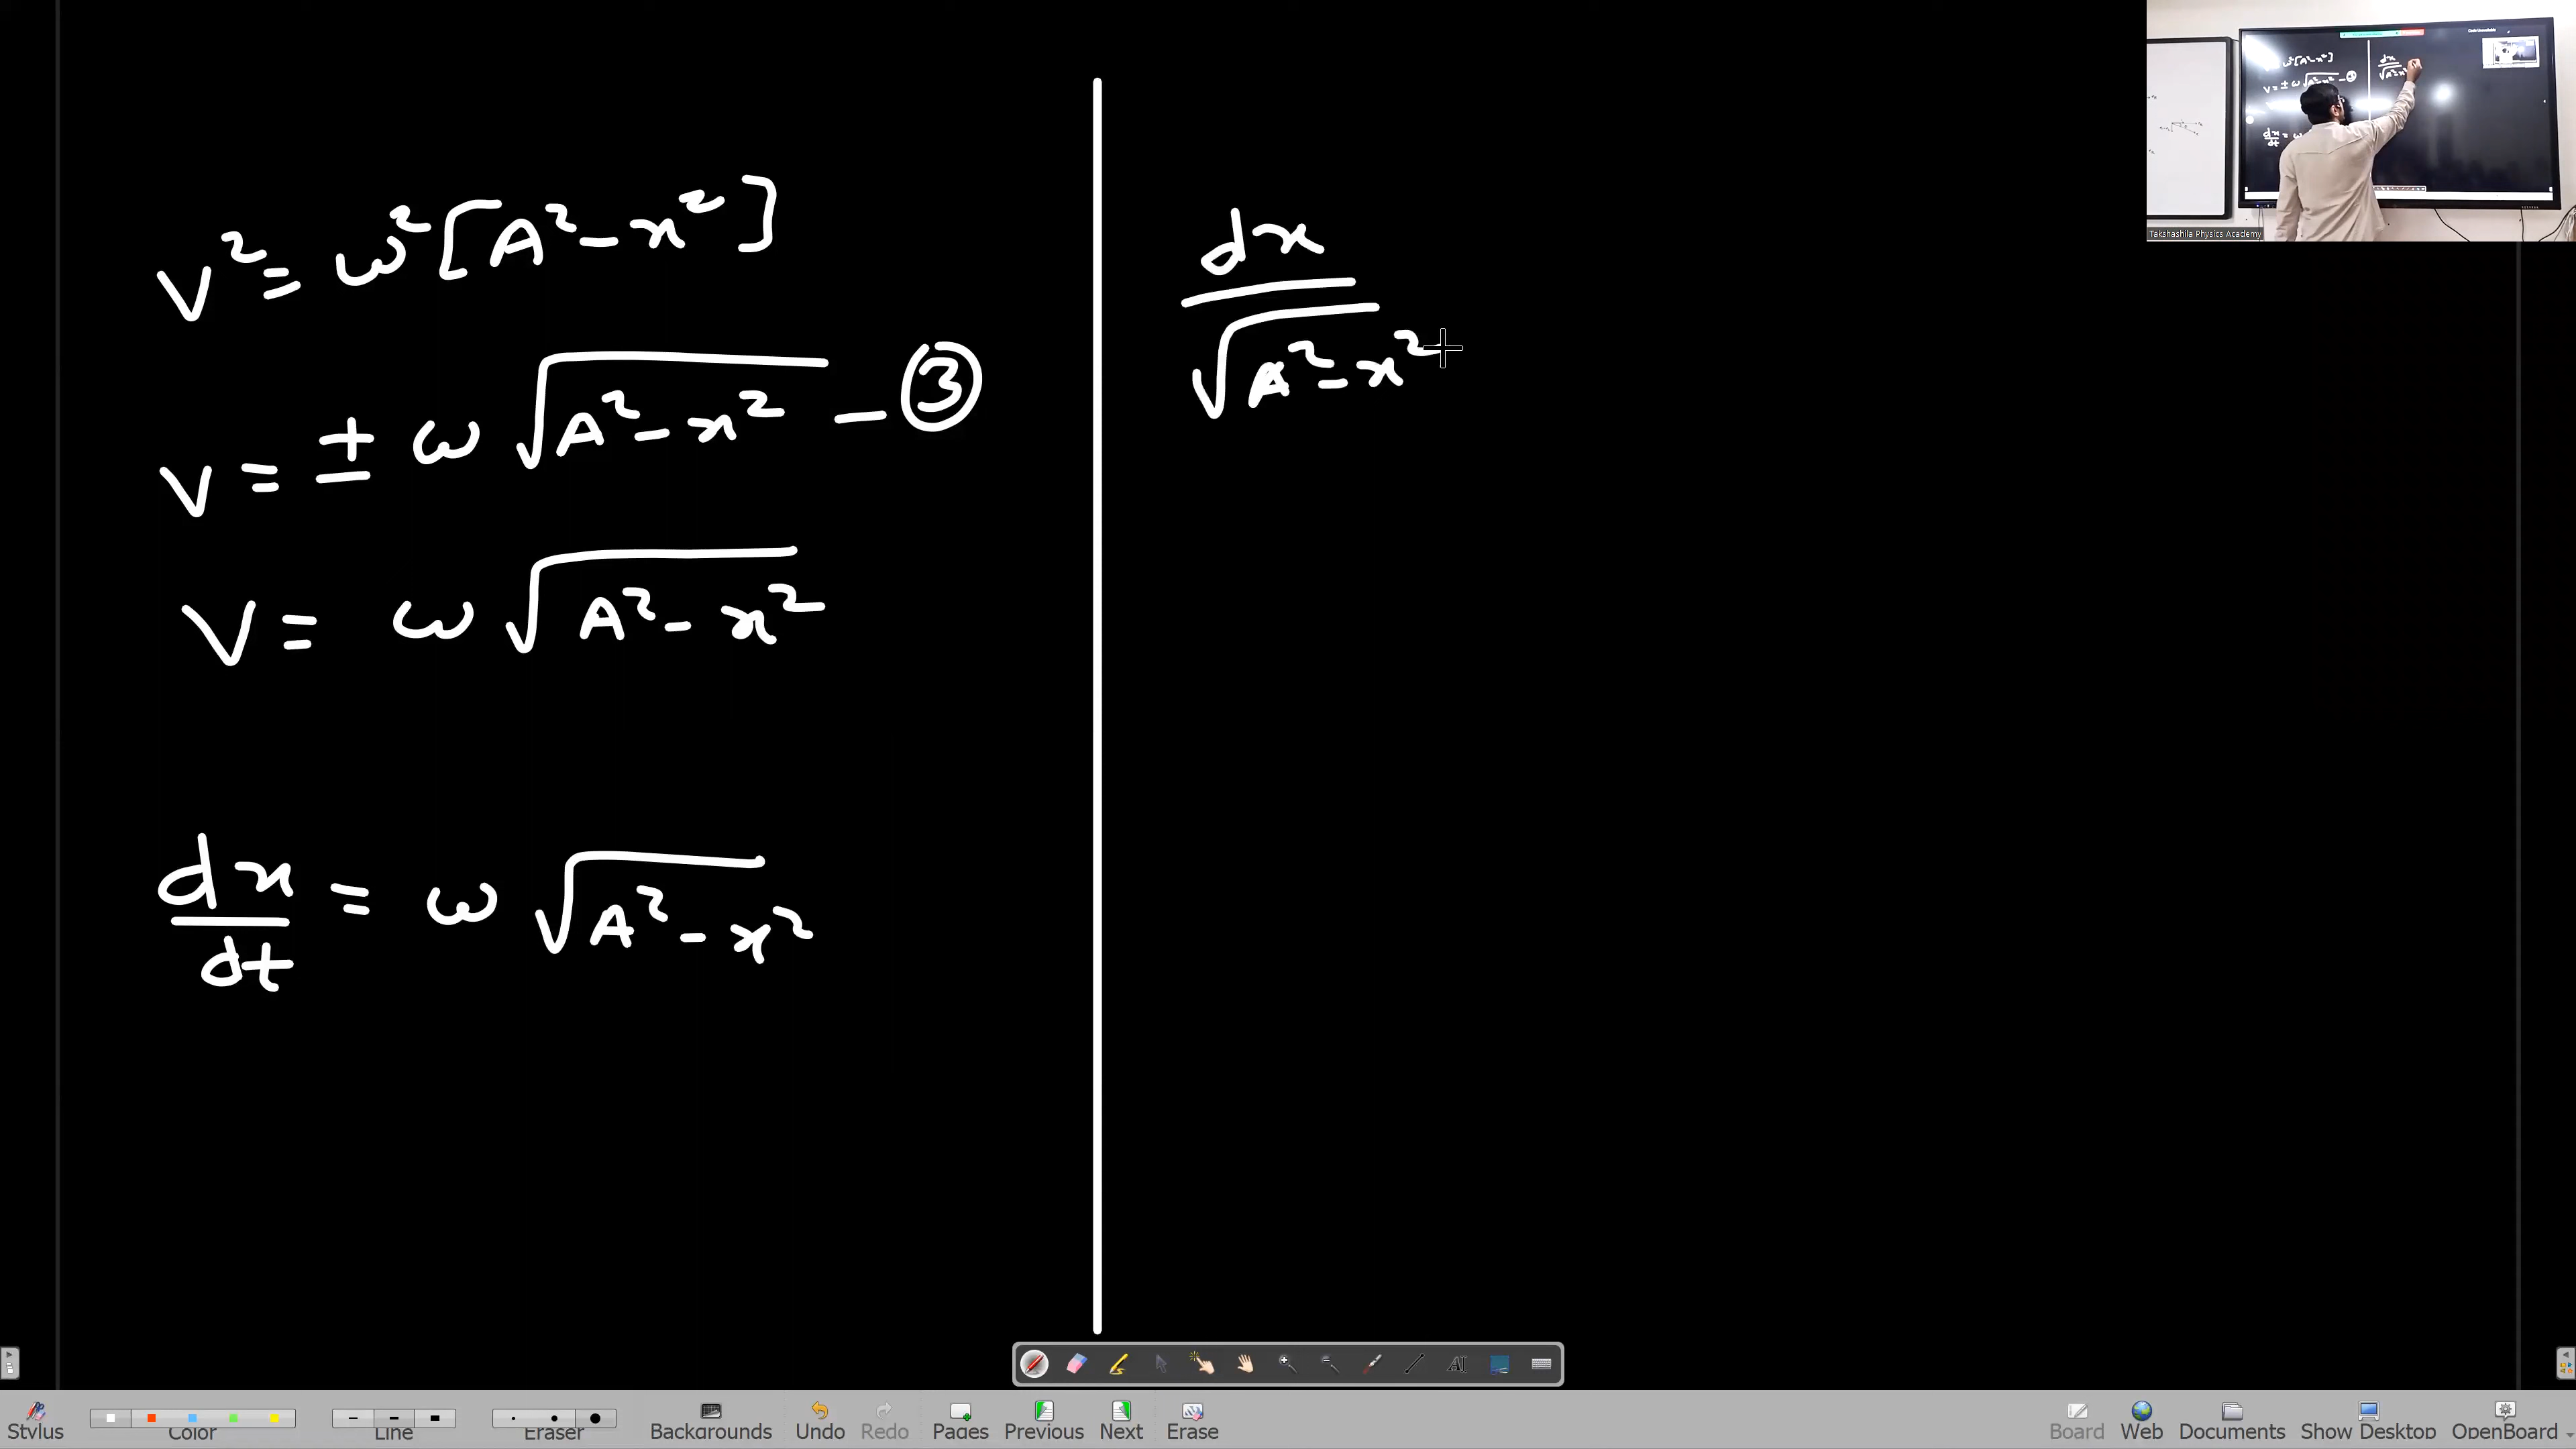 v² = ω² [A² - x²]
v = ± ω √A² - x² - ③
v = ω √A² - x²
dx/dt = ω √A² - x²
dx/√A² - x²
Takshashila Physics Academy
Stylus
Color
Line
Eraser
Backgrounds
Undo
Redo
Pages
Previous
Next
Erase
Board
Web
Documents
Show Desktop
OpenBoard